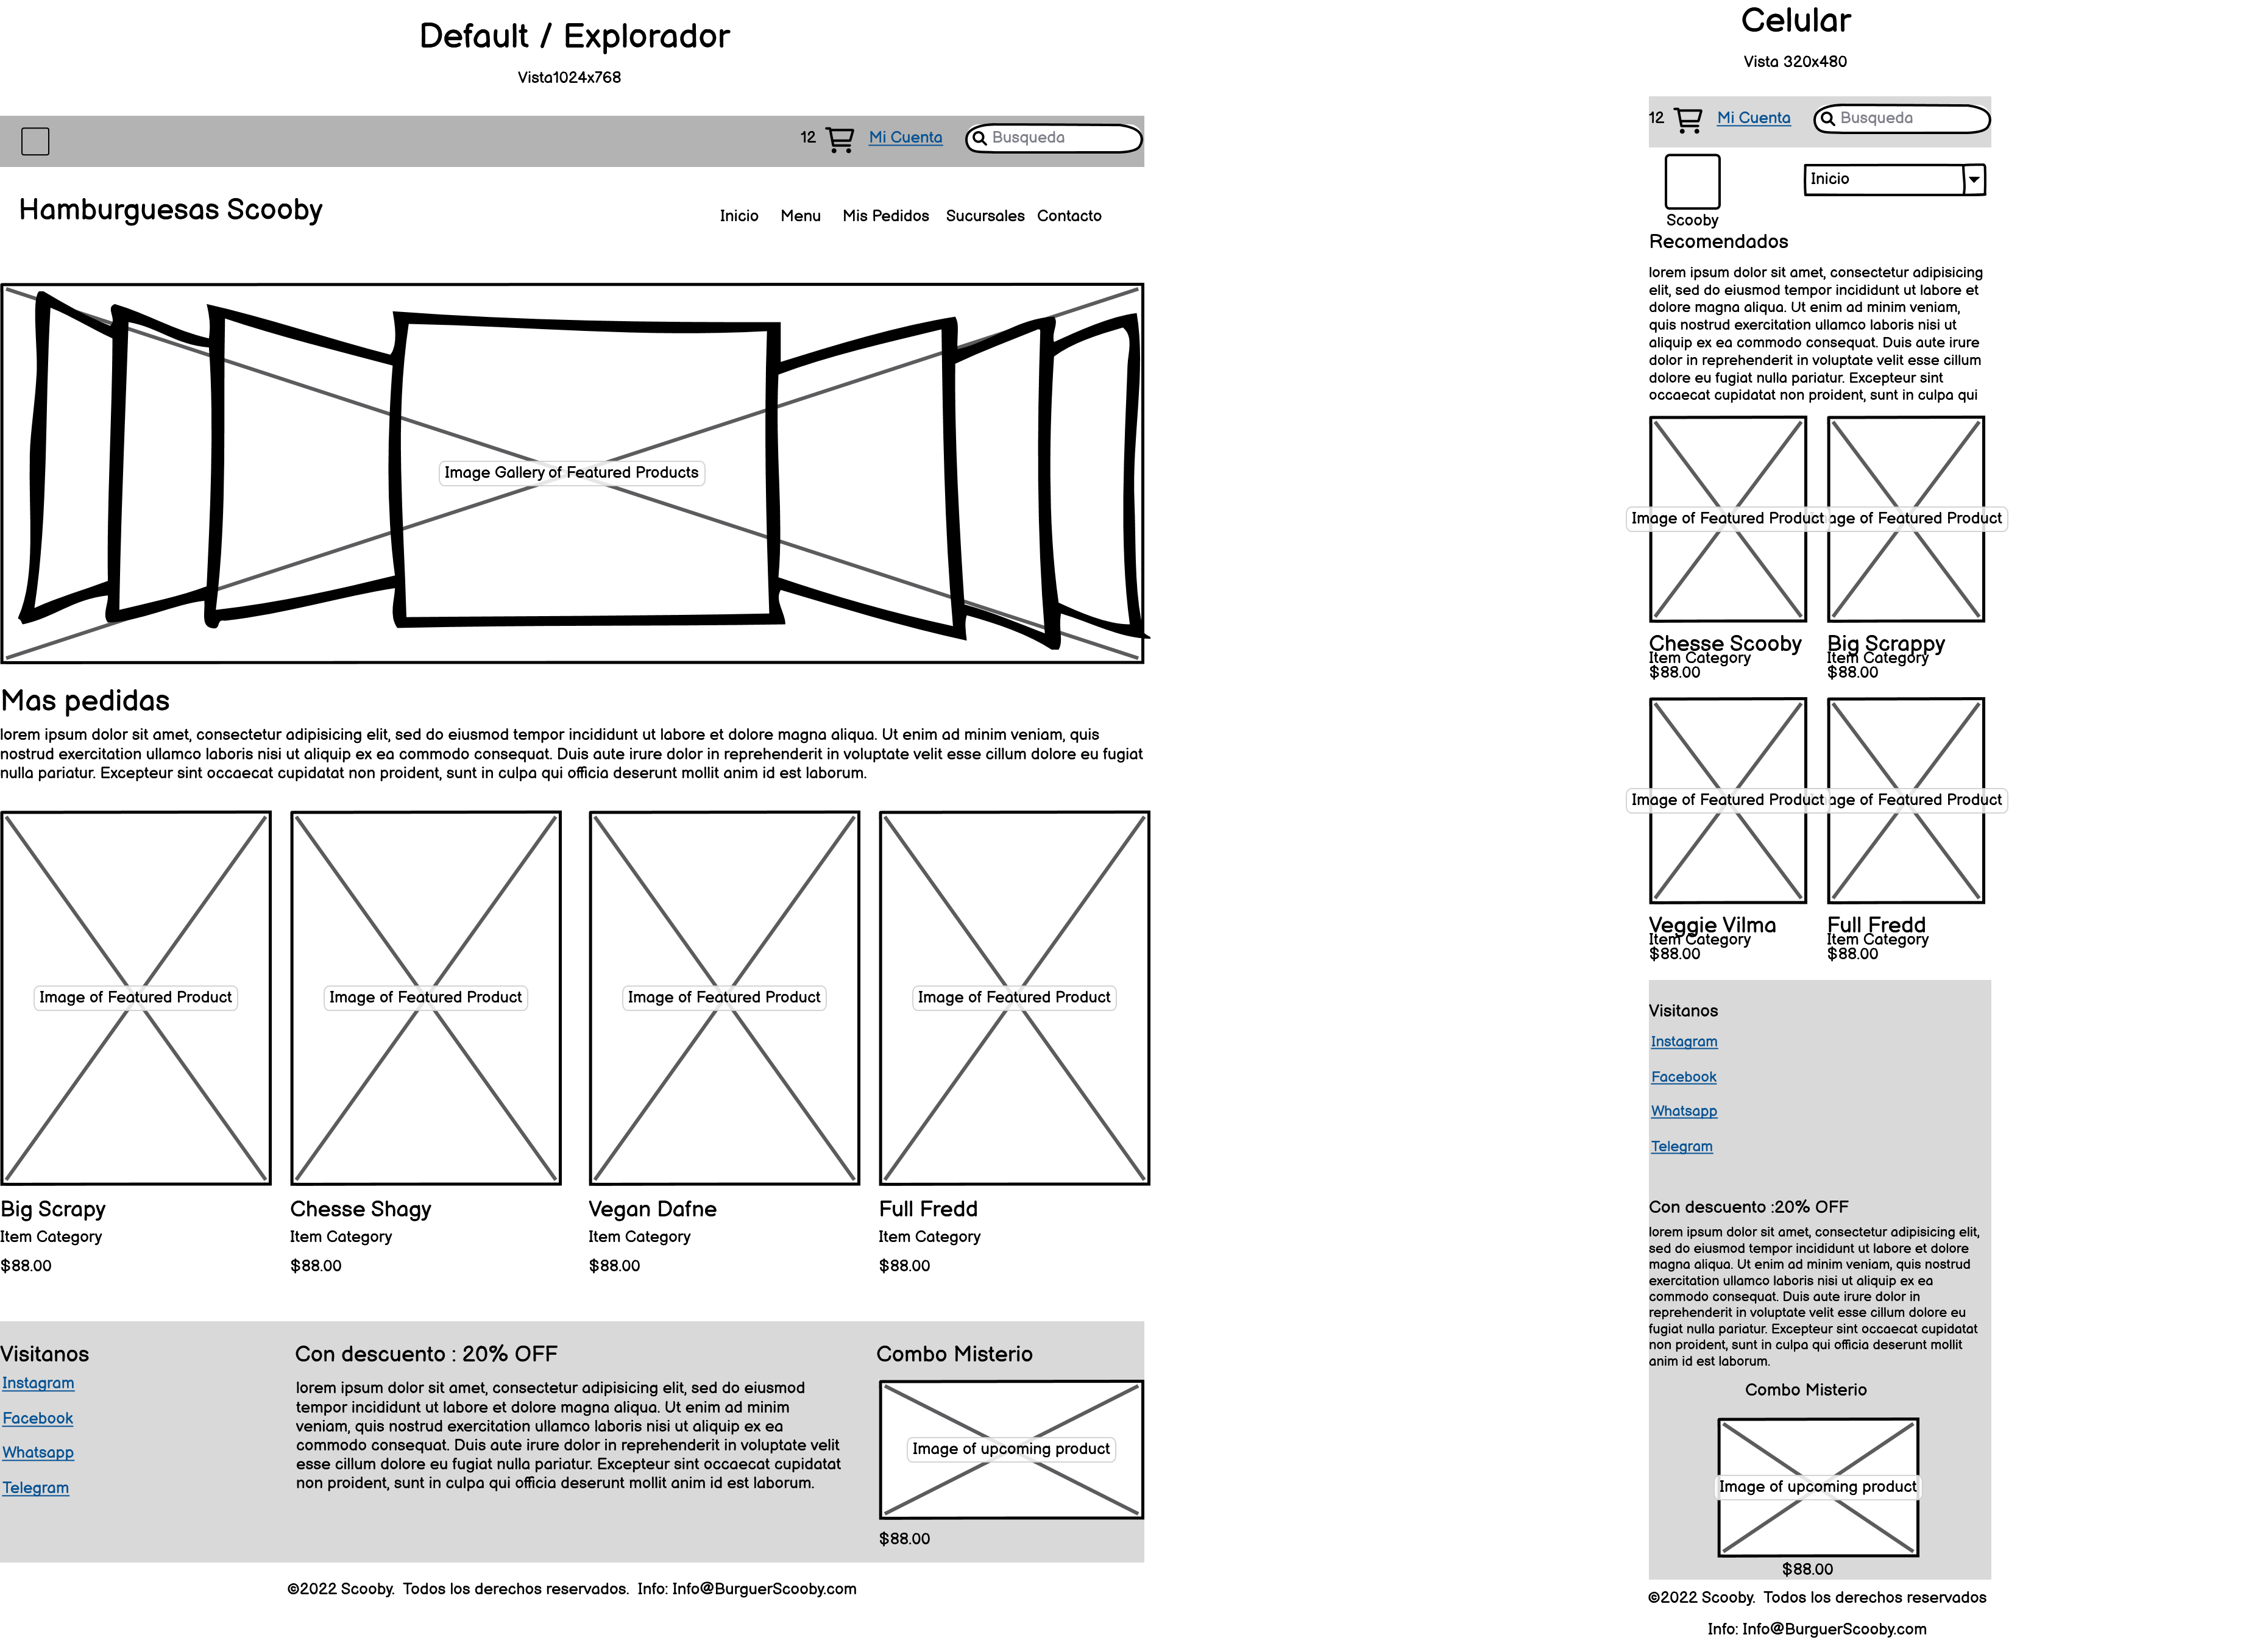 Default / Explorador
Vista1024x768
12
Mi Cuenta
Busqueda
Hamburguesas Scooby
Inicio
Menu
Mis Pedidos
Sucursales
Contacto
Image Gallery of Featured Products
Mas pedidas
lorem ipsum dolor sit amet, consectetur adipisicing elit, sed do eiusmod tempor incididunt ut labore et dolore magna aliqua. Ut enim ad minim veniam, quis
nostrud exercitation ullamco laboris nisi ut aliquip ex ea commodo consequat. Duis aute irure dolor in reprehenderit in voluptate velit esse cillum dolore eu fugiat
nulla pariatur. Excepteur sint occaecat cupidatat non proident, sunt in culpa qui officia deserunt mollit anim id est laborum.
Image of Featured Product
Image of Featured Product
Image of Featured Product
Image of Featured Product
Big Scrapy
Item Category
$88.00
Chesse Shagy
Item Category
$88.00
Vegan Dafne
Item Category
$88.00
Full Fredd
Item Category
$88.00
Visitanos
Instagram
Facebook
Whatsapp
Telegram
Con descuento : 20% OFF
lorem ipsum dolor sit amet, consectetur adipisicing elit, sed do eiusmod
tempor incididunt ut labore et dolore magna aliqua. Ut enim ad minim
veniam, quis nostrud exercitation ullamco laboris nisi ut aliquip ex ea
commodo consequat. Duis aute irure dolor in reprehenderit in voluptate velit
esse cillum dolore eu fugiat nulla pariatur. Excepteur sint occaecat cupidatat
non proident, sunt in culpa qui officia deserunt mollit anim id est laborum.
Combo Misterio
Image of upcoming product
$88.00
©2022 Scooby.  Todos los derechos reservados.  Info: Info@BurguerScooby.com
Celular
Vista 320x480
12
Mi Cuenta
Busqueda
Scooby
Inicio
Recomendados
lorem ipsum dolor sit amet, consectetur adipisicing
elit, sed do eiusmod tempor incididunt ut labore et
dolore magna aliqua. Ut enim ad minim veniam,
quis nostrud exercitation ullamco laboris nisi ut
aliquip ex ea commodo consequat. Duis aute irure
dolor in reprehenderit in voluptate velit esse cillum
dolore eu fugiat nulla pariatur. Excepteur sint
occaecat cupidatat non proident, sunt in culpa qui
Image of Featured Product
age of Featured Product
Chesse Scooby
Item Category
$88.00
Big Scrappy
Item Category
$88.00
Image of Featured Product
age of Featured Product
Veggie Vilma
Item Category
$88.00
Full Fredd
Item Category
$88.00
Visitanos
Instagram
Facebook
Whatsapp
Telegram
Con descuento :20% OFF
lorem ipsum dolor sit amet, consectetur adipisicing elit,
sed do eiusmod tempor incididunt ut labore et dolore
magna aliqua. Ut enim ad minim veniam, quis nostrud
exercitation ullamco laboris nisi ut aliquip ex ea
commodo consequat. Duis aute irure dolor in
reprehenderit in voluptate velit esse cillum dolore eu
fugiat nulla pariatur. Excepteur sint occaecat cupidatat
non proident, sunt in culpa qui officia deserunt mollit
anim id est laborum.
Combo Misterio
Image of upcoming product
$88.00
©2022 Scooby.  Todos los derechos reservados
Info: Info@BurguerScooby.com